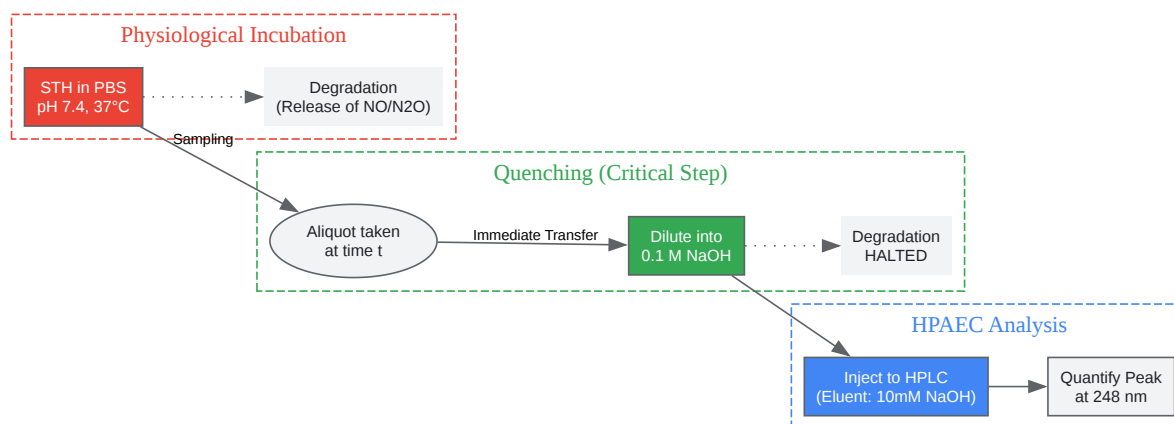 Physiological Incubation
STH in PBS
pH 7.4, 37°C
Degradation
(Release of NO/N2O)
Sampling
Quenching (Critical Step)
Aliquot taken
at time t
Immediate Transfer
Dilute into
0.1 M NaOH
Degradation
HALTED
HPAEC Analysis
Inject to HPLC
(Eluent: 10mM NaOH)
Quantify Peak
at 248 nm